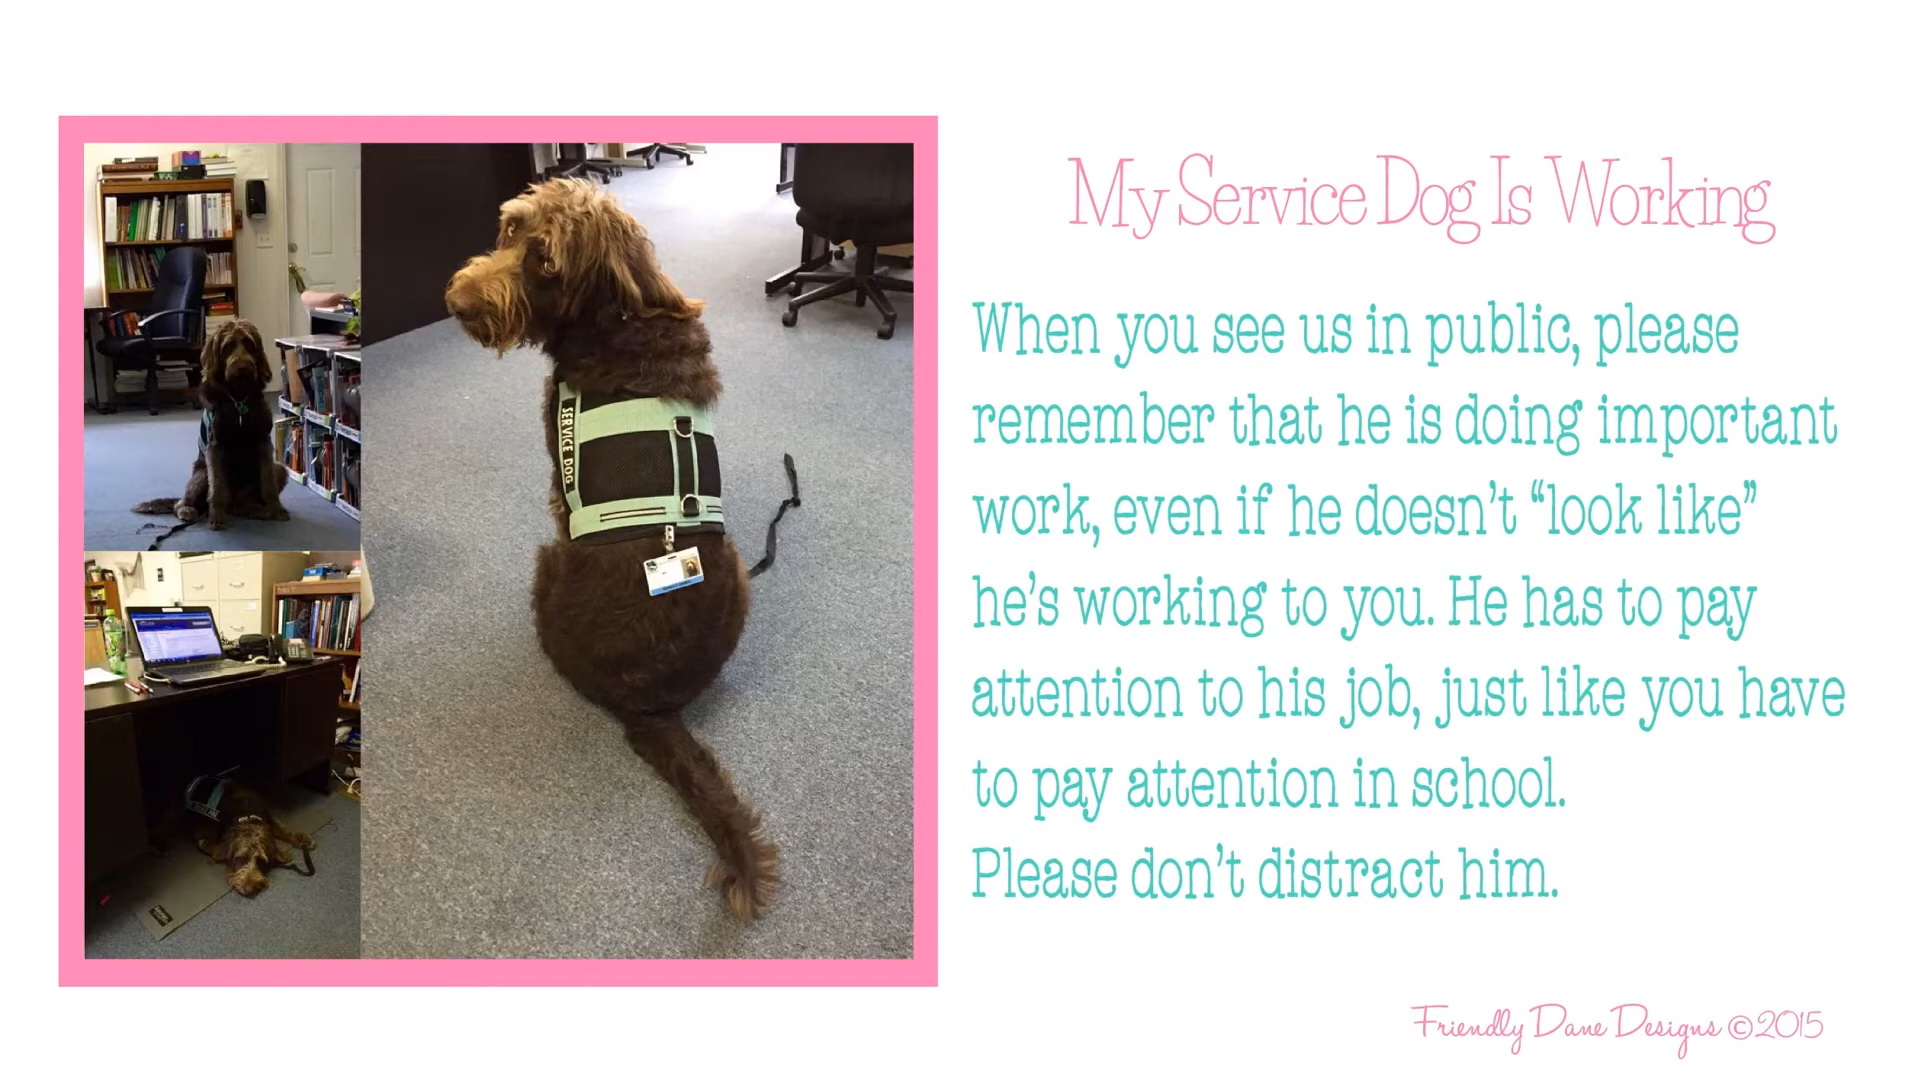 My Service Dog Is Working
When you see us in public, please
remember that he is doing important
work, even if he doesn't “look like”
he's working to you. He has to pay
attention to his job, just like you have
to pay attention in school.
Please don't distract him.
Friendly Dane Designs ©2015
SERVICE DOG